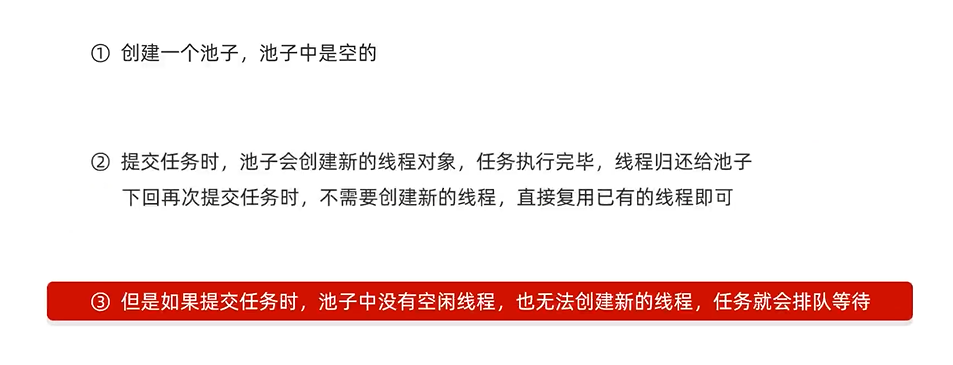 ① 创建一个池子，池子中是空的
② 提交任务时，池子会创建新的线程对象，任务执行完毕，线程归还给池子
下回再次提交任务时，不需要创建新的线程，直接复用已有的线程即可
③ 但是如果提交任务时，池子中没有空闲线程，也无法创建新的线程，任务就会排队等待